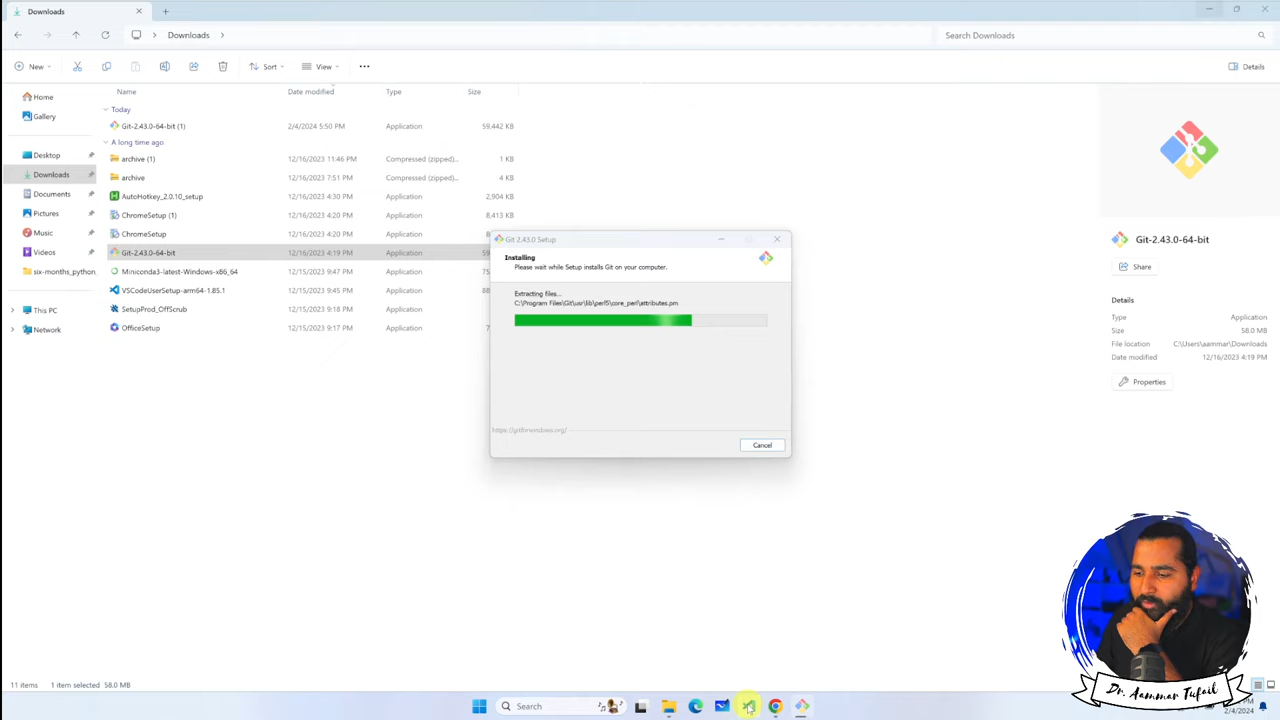 Downloads
Downloads
Search Downloads
New
Sort
View
Details
Name
Date modified
Type
Size
Home
Gallery
Desktop
Downloads
Documents
Pictures
Music
Videos
six-months_python
This PC
Network
Today
Git-2.43.0-64-bit (1) 2/4/2024 5:50 PM Application 59,442 KB
A long time ago
archive (1) 12/16/2023 11:46 PM Compressed (zipped)... 1 KB
archive 12/16/2023 7:51 PM Compressed (zipped)... 4 KB
AutoHotkey_2.0.10_setup 12/16/2023 4:30 PM Application 2,904 KB
ChromeSetup (1) 12/16/2023 4:20 PM Application 8,413 KB
ChromeSetup 12/16/2023 4:20 PM Application 8,
Git-2.43.0-64-bit 12/16/2023 4:19 PM Application 59
Miniconda3-latest-Windows-x86_64 12/15/2023 9:47 PM Application 75
VSCodeUserSetup-arm64-1.85.1 12/15/2023 9:45 PM Application 88
SetupProd_OffScrub 12/15/2023 9:18 PM Application
OfficeSetup 12/15/2023 9:17 PM Application 7,
Git 2.43.0 Setup
Installing
Please wait while Setup installs Git on your computer.
Extracting files...
C:\Program Files\Git\usr\lib\perl5\core_perl\attributes.pm
https://gitforwindows.org/
Cancel
Git-2.43.0-64-bit
Share
Details
Type Application
Size 58.0 MB
File location C:\Users\aammar\Downloads
Date modified 12/16/2023 4:19 PM
Properties
Dr. Aammar Tufail
11 items
1 item selected 58.0 MB
Search
PM
2/4/2024